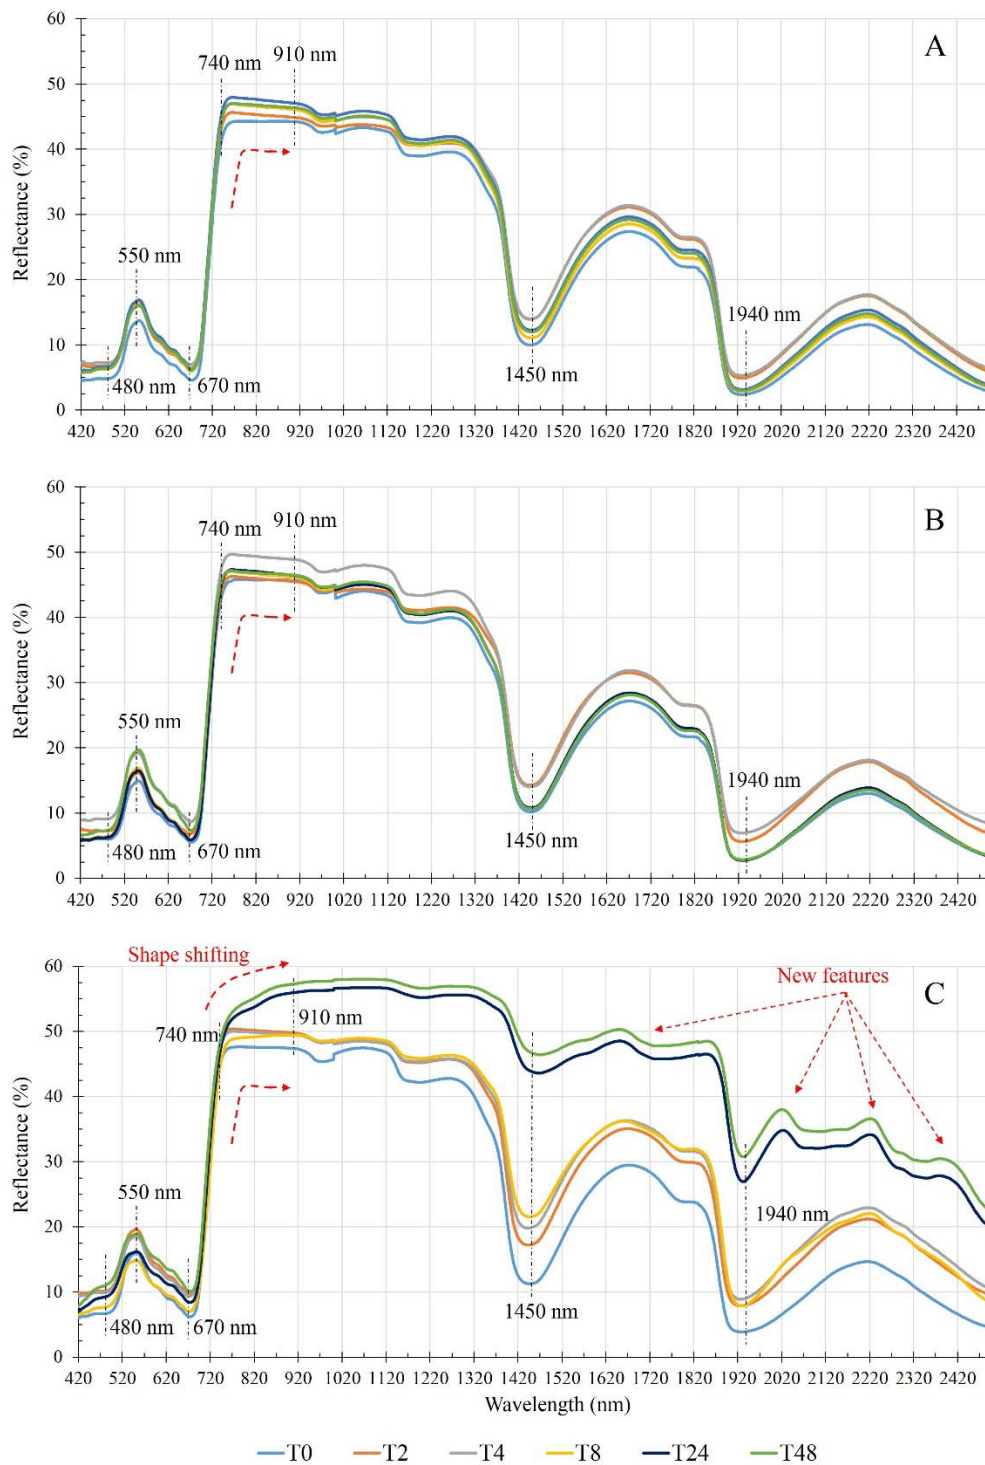 A
60
50
40
30
20
10
0
Reflectance (%)
740 nm
910 nm
550 nm
480 nm
670 nm
1450 nm
1940 nm
420 520 620 720 820 920 1020 1120 1220 1320 1420 1520 1620 1720 1820 1920 2020 2120 2220 2320 2420
B
60
50
40
30
20
10
0
Reflectance (%)
740 nm
910 nm
550 nm
480 nm
670 nm
1450 nm
1940 nm
420 520 620 720 820 920 1020 1120 1220 1320 1420 1520 1620 1720 1820 1920 2020 2120 2220 2320 2420
Shape shifting
New features
C
60
50
40
30
20
10
0
Reflectance (%)
740 nm
910 nm
550 nm
480 nm
670 nm
1450 nm
1940 nm
420 520 620 720 820 920 1020 1120 1220 1320 1420 1520 1620 1720 1820 1920 2020 2120 2220 2320 2420
Wavelength (nm)
T0 T2 T4 T8 T24 T48